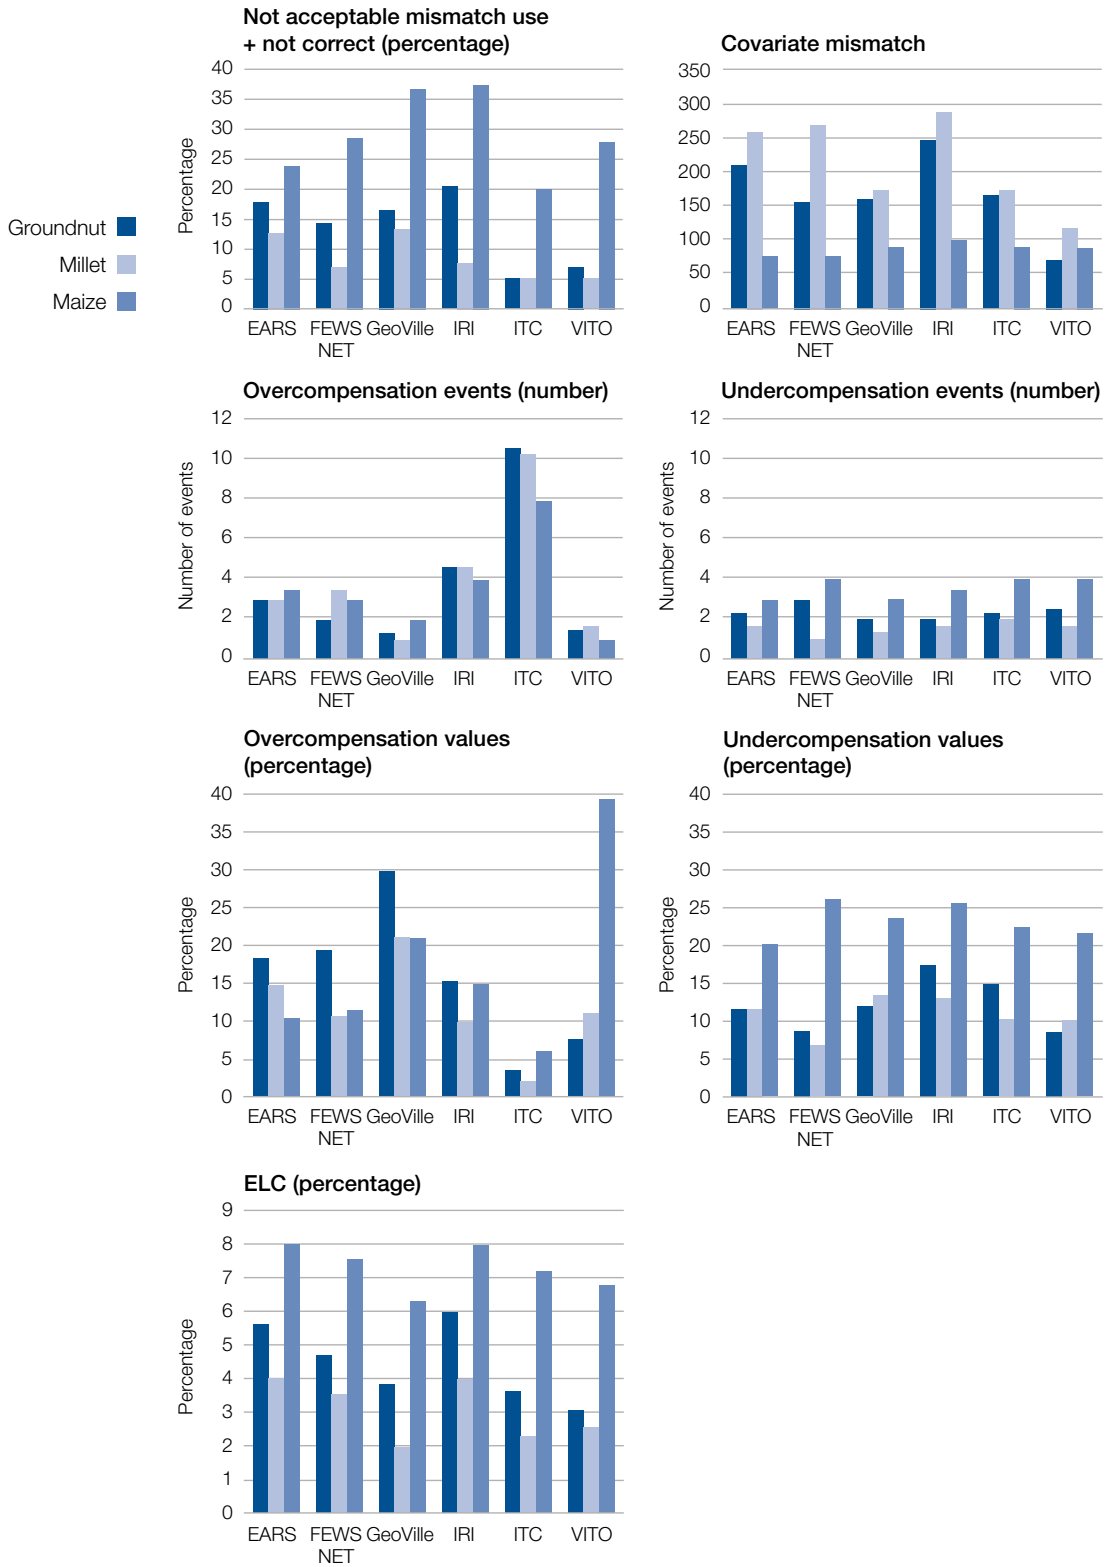 Not acceptable mismatch use
+ not correct (percentage)
40
35
30
25
20
15
10
5
0
Percentage
EARS FEWS NET GeoVille IRI ITC VITO
Groundnut
Millet
Maize
Covariate mismatch
350
300
250
200
150
100
50
0
EARS FEWS NET GeoVille IRI ITC VITO
Overcompensation events (number)
12
10
8
6
4
2
0
Number of events
EARS FEWS NET GeoVille IRI ITC VITO
Undercompensation events (number)
12
10
8
6
4
2
0
Number of events
EARS FEWS NET GeoVille IRI ITC VITO
Overcompensation values
(percentage)
40
35
30
25
20
15
10
5
0
Percentage
EARS FEWS NET GeoVille IRI ITC VITO
Undercompensation values
(percentage)
40
35
30
25
20
15
10
5
0
Percentage
EARS FEWS NET GeoVille IRI ITC VITO
ELC (percentage)
9
8
7
6
5
4
3
2
1
0
Percentage
EARS FEWS NET GeoVille IRI ITC VITO